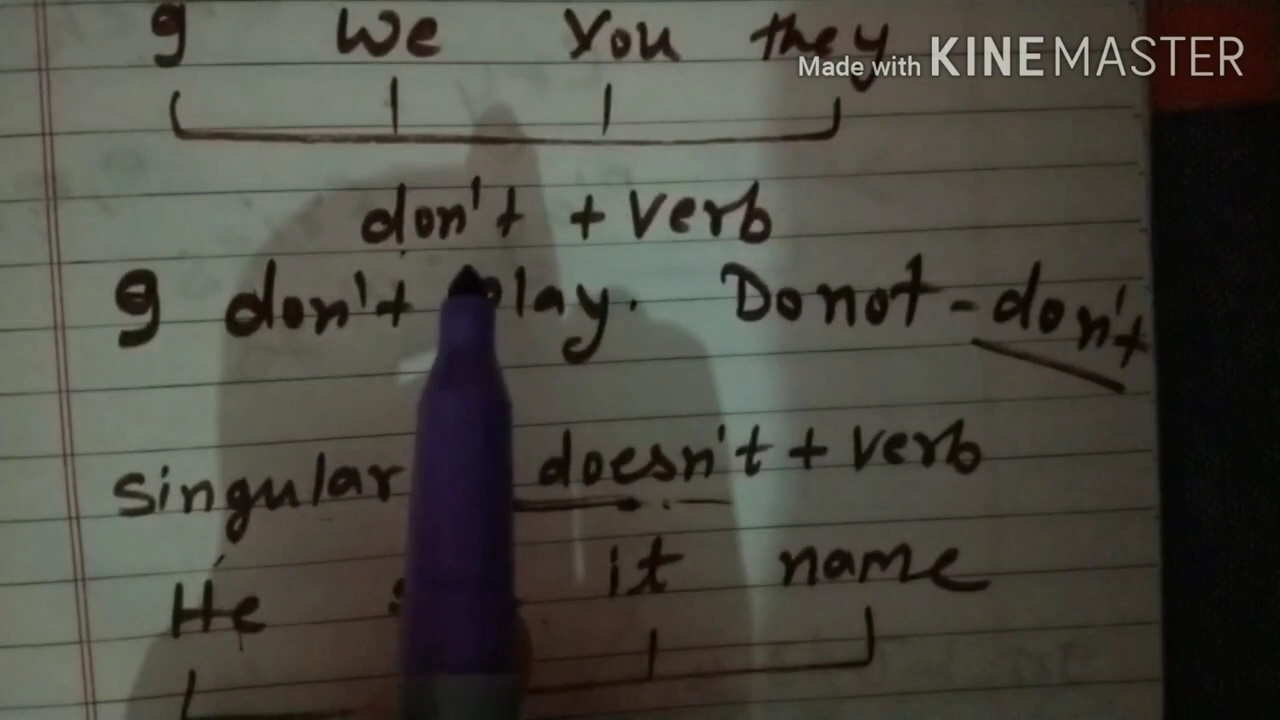 I We You they
Made with KINEMASTER
don't + verb
I don't play. Do not - don't
Singular doesn't + verb
He it name